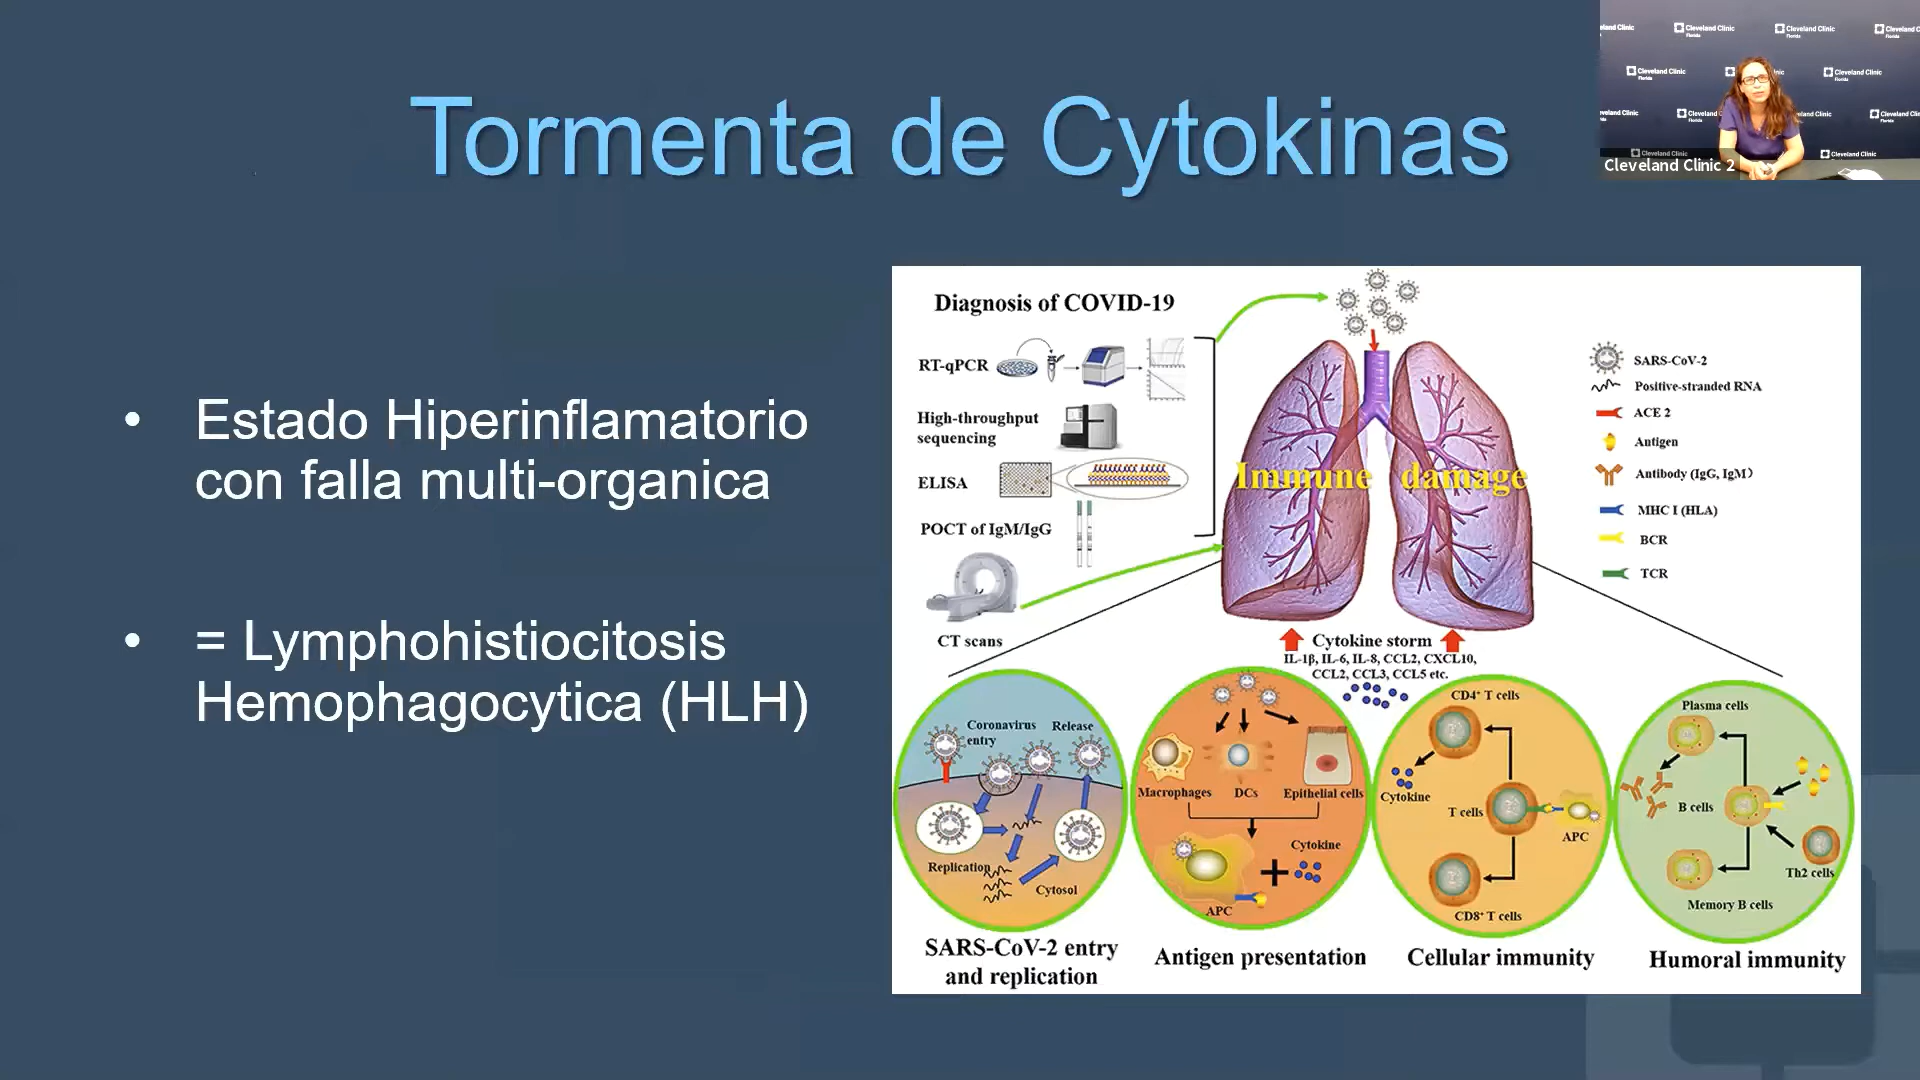 Tormenta de Cytokinas
Cleveland Clinic
Florida
Cleveland Clinic 2
• Estado Hiperinflamatorio
con falla multi-organica
• = Lymphohistiocitosis
Hemophagocytica (HLH)
Diagnosis of COVID-19
RT-qPCR
High-throughput
sequencing
ELISA
POCT of IgM/IgG
CT scans
Immune damage
SARS-CoV-2
Positive-stranded RNA
ACE 2
Antigen
Antibody (IgG, IgM)
MHC I (HLA)
BCR
TCR
Cytokine storm
IL-1β, IL-6, IL-8, CCL2, CXCL10,
CCL2, CCL3, CCL5 etc.
Coronavirus
entry
Release
Replication
Cytosol
SARS-CoV-2 entry
and replication
Macrophages
DCs
Epithelial cells
Cytokine
APC
Antigen presentation
CD4⁺ T cells
Cytokine
T cells
APC
CD8⁺ T cells
Cellular immunity
Plasma cells
B cells
Th2 cells
Memory B cells
Humoral immunity